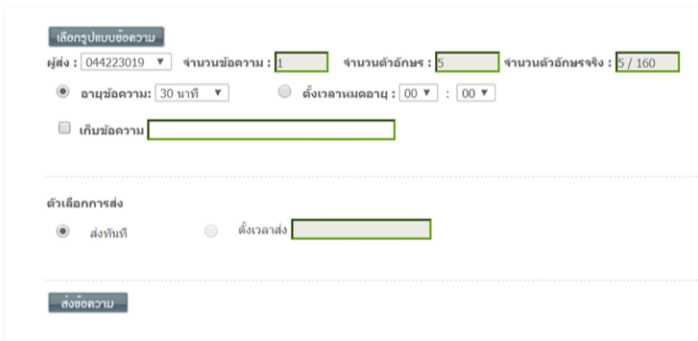 เลือกรูปแบบข้อความ
ผู้ส่ง : 044223019 จำนวนข้อความ : 1 จำนวนตัวอักษร : 5 จำนวนตัวอักษรจริง : 5 / 160
อายุข้อความ: 30 นาที ตั้งเวลาหมดอายุ : 00 : 00
เก็บข้อความ
ตัวเลือกการส่ง
ส่งทันที ตั้งเวลาส่ง
ส่งข้อความ